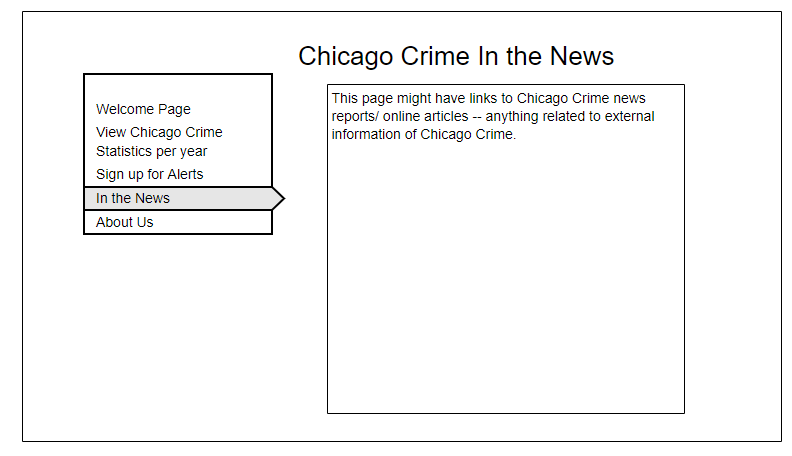 Chicago Crime In the News
Welcome Page
View Chicago Crime
Statistics per year
Sign up for Alerts
In the News
About Us
This page might have links to Chicago Crime news
reports/ online articles -- anything related to external
information of Chicago Crime.